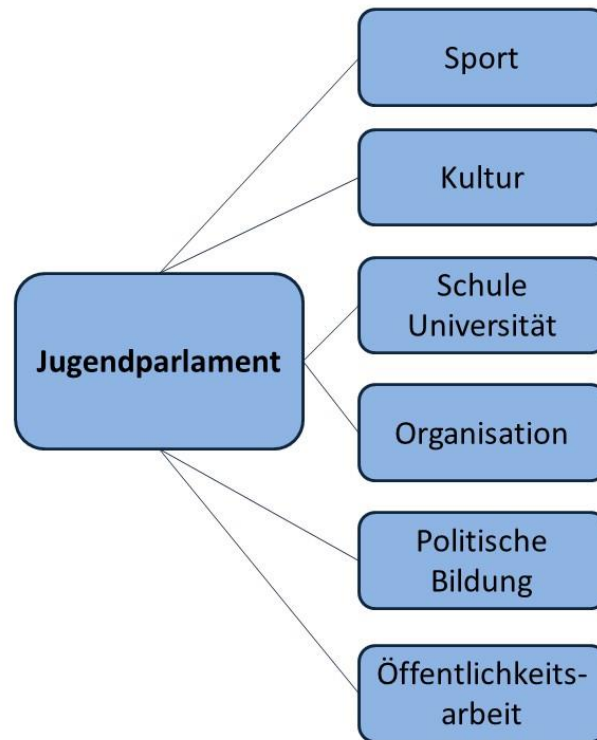 Sport
Kultur
Jugendparlament
Schule
Universität
Organisation
Politische
Bildung
Öffentlichkeits-
arbeit